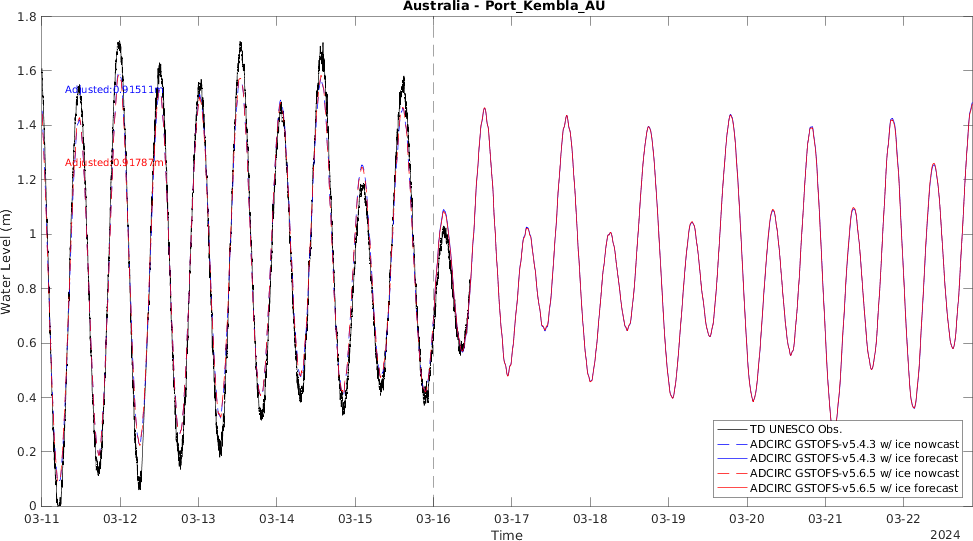 Australia - Port_Kembla_AU
1.8
1.6
1.4
1.2
1
0.8
0.6
0.4
0.2
0
Water Level (m)
Adjusted:0.91511m
Adjusted:0.91787m
TD UNESCO Obs.
ADCIRC GSTOFS-v5.4.3 w/ ice nowcast
ADCIRC GSTOFS-v5.4.3 w/ ice forecast
ADCIRC GSTOFS-v5.6.5 w/ ice nowcast
ADCIRC GSTOFS-v5.6.5 w/ ice forecast
03-11 03-12 03-13 03-14 03-15 03-16 03-17 03-18 03-19 03-20 03-21 03-22
Time
2024